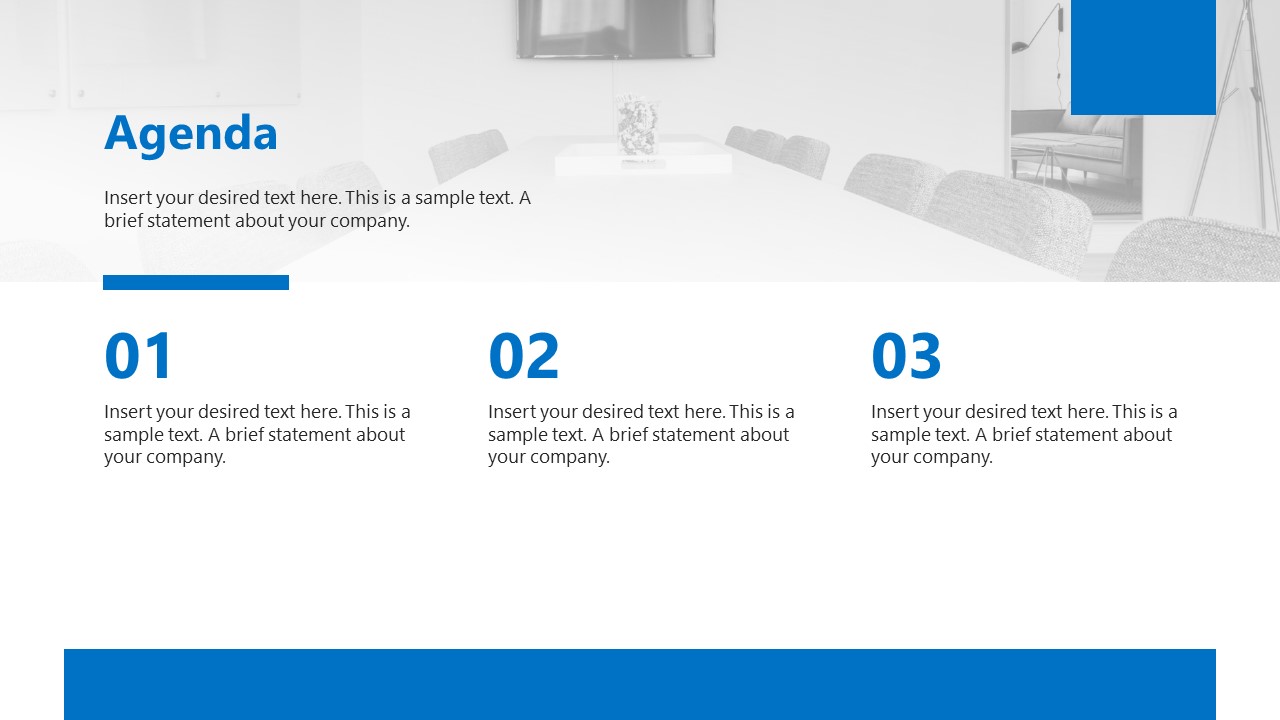 Agenda
Insert your desired text here. This is a sample text. A
brief statement about your company.
01
Insert your desired text here. This is a
sample text. A brief statement about
your company.
02
Insert your desired text here. This is a
sample text. A brief statement about
your company.
03
Insert your desired text here. This is a
sample text. A brief statement about
your company.